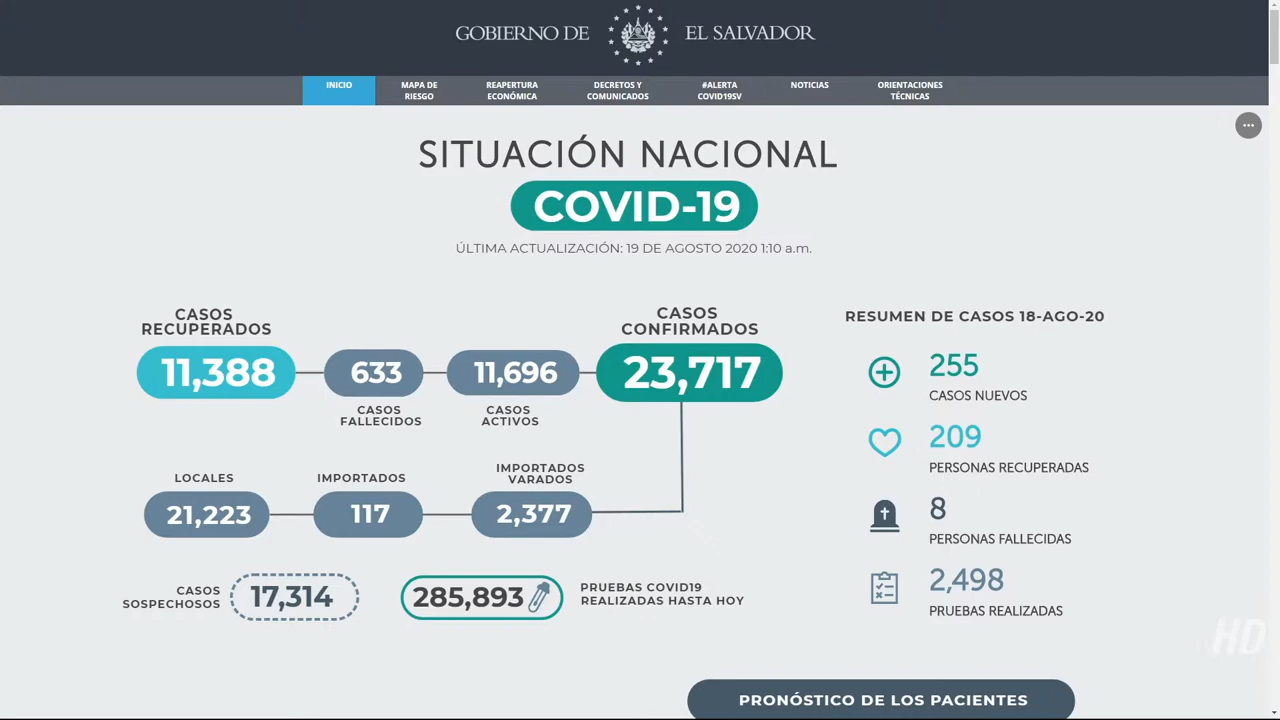 GOBIERNO DE EL SALVADOR
INICIO
MAPA DE
RIESGO
REAPERTURA
ECONÓMICA
DECRETOS Y
COMUNICADOS
#ALERTA
COVID19SV
NOTICIAS
ORIENTACIONES
TÉCNICAS
SITUACIÓN NACIONAL
COVID-19
ÚLTIMA ACTUALIZACIÓN: 19 DE AGOSTO 2020 1:10 a.m.
CASOS
RECUPERADOS
11,388
633
CASOS
FALLECIDOS
11,696
CASOS
ACTIVOS
CASOS
CONFIRMADOS
23,717
LOCALES
21,223
IMPORTADOS
117
IMPORTADOS
VARADOS
2,377
CASOS
SOSPECHOSOS
17,314
285,893
PRUEBAS COVID19
REALIZADAS HASTA HOY
RESUMEN DE CASOS 18-AGO-20
255
CASOS NUEVOS
209
PERSONAS RECUPERADAS
8
PERSONAS FALLECIDAS
2,498
PRUEBAS REALIZADAS
HD
PRONÓSTICO DE LOS PACIENTES